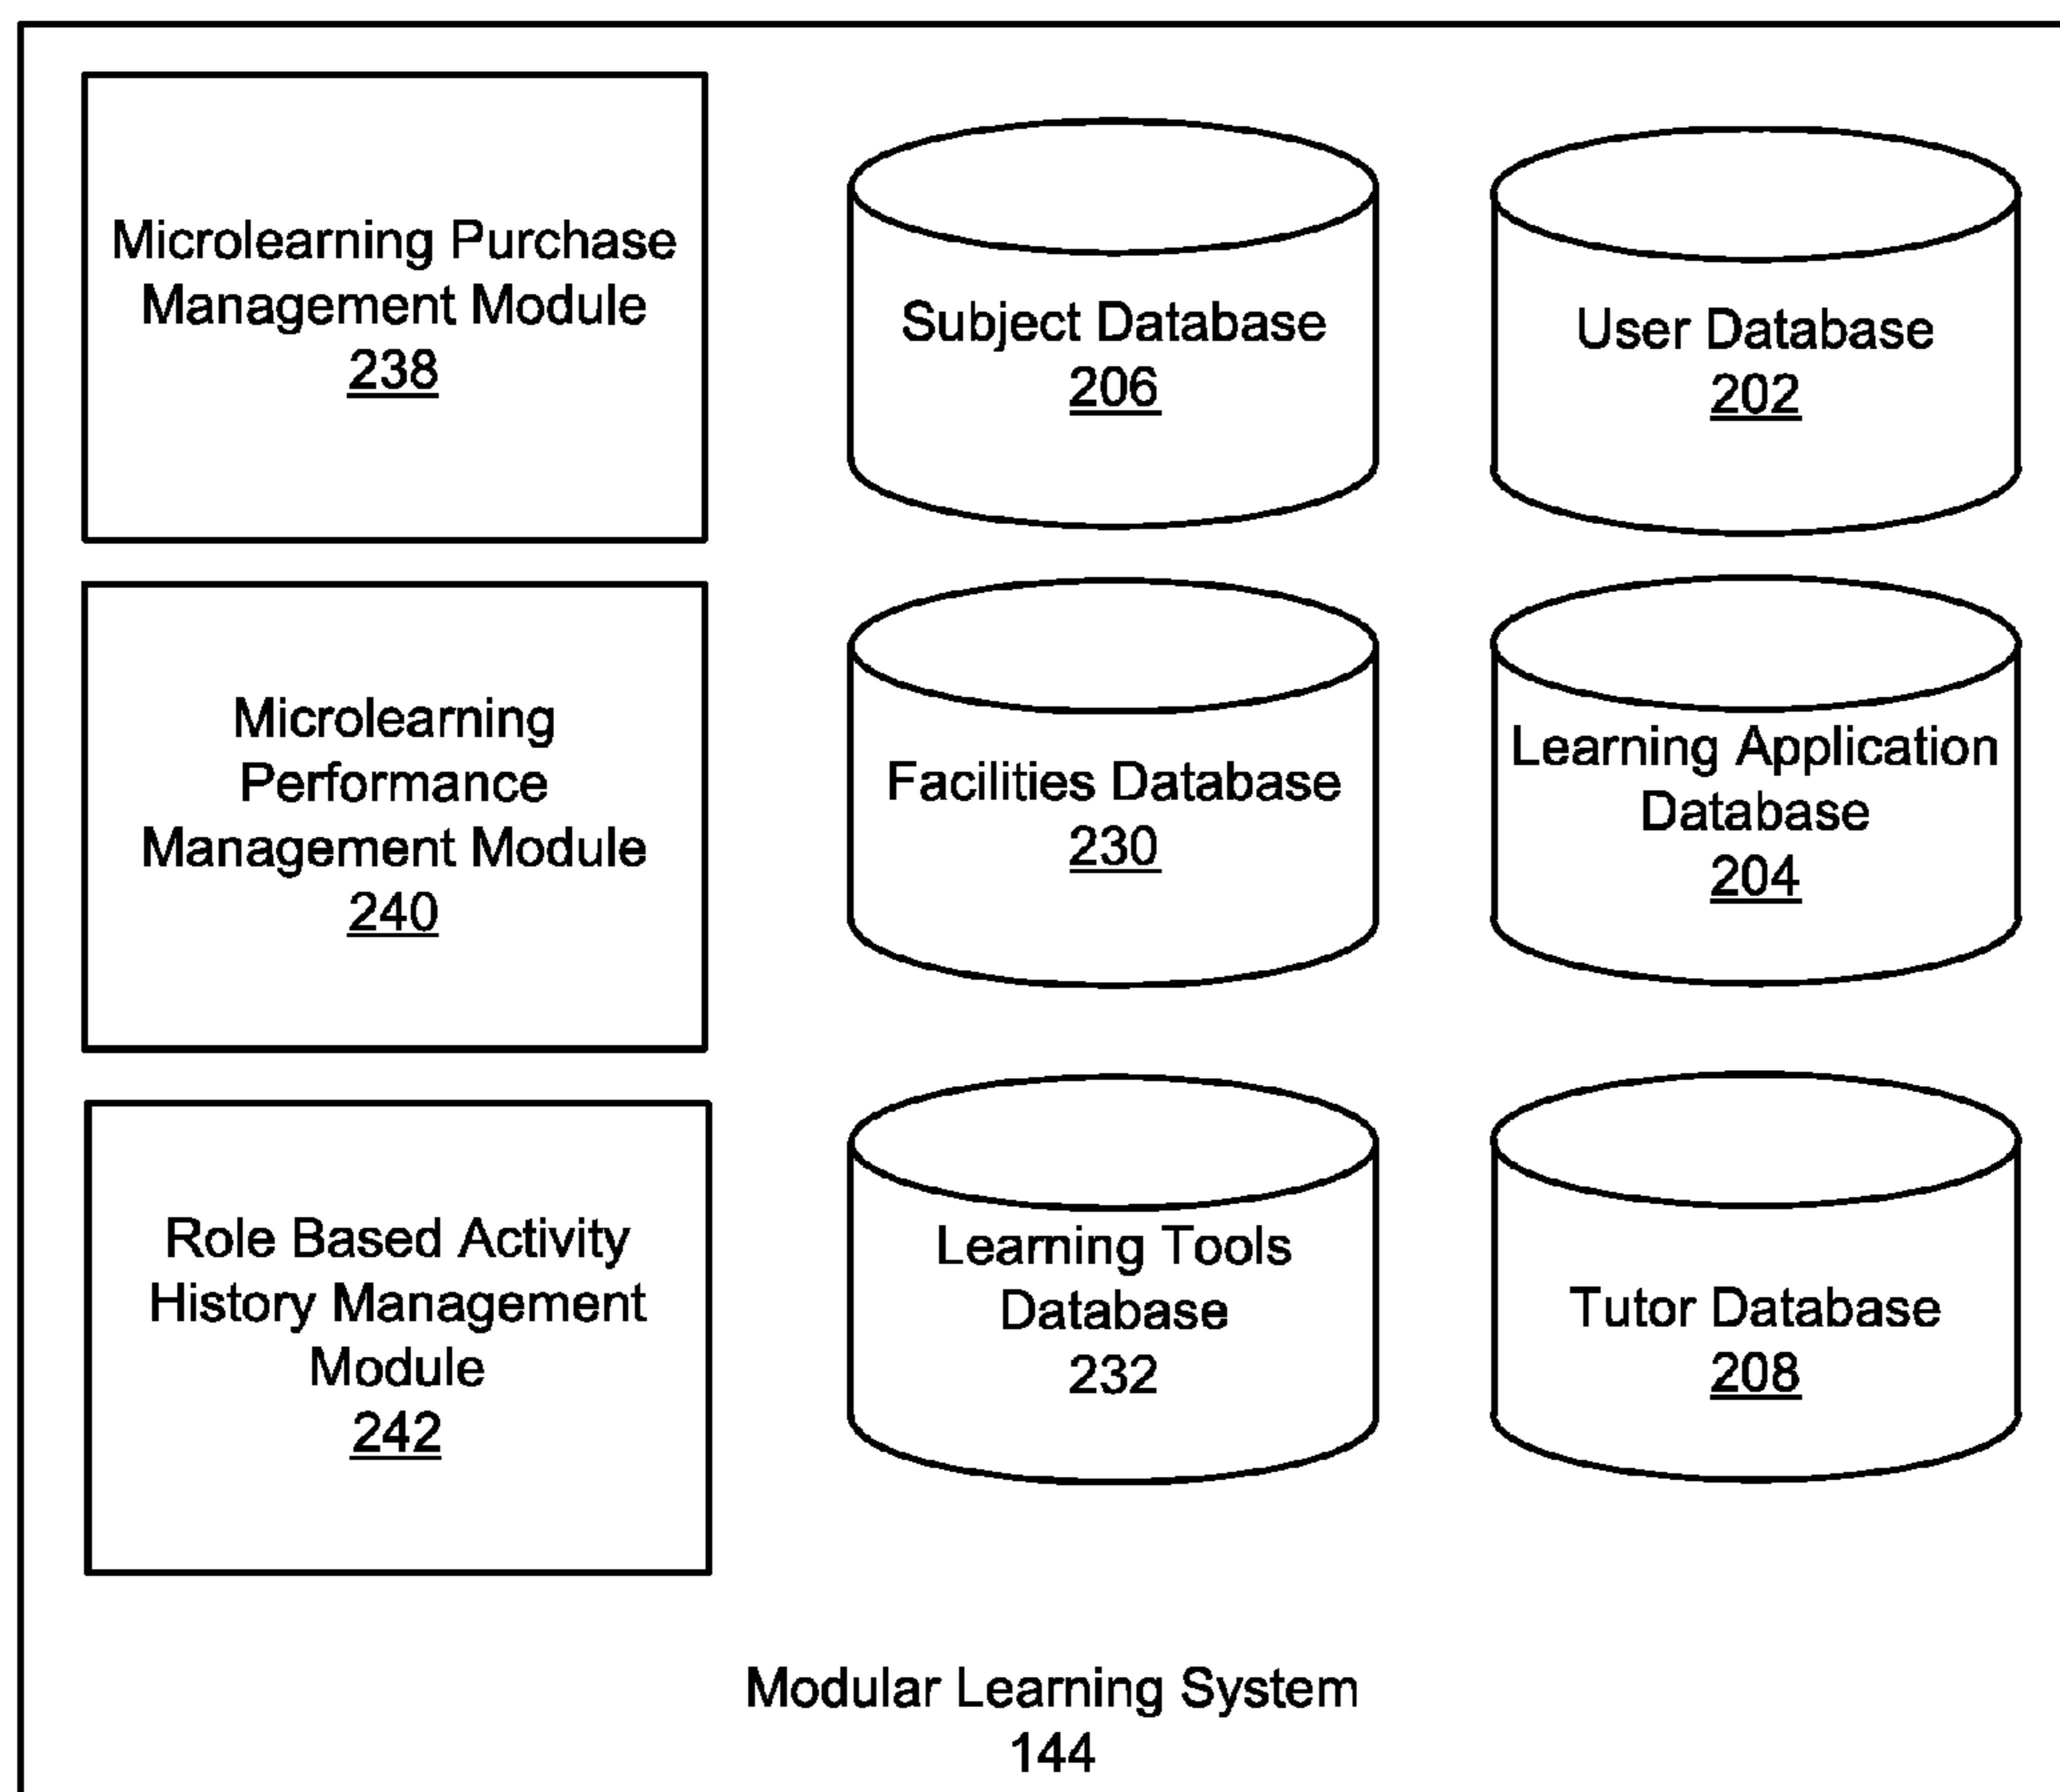 Microlearning Purchase
Management Module
238
Subject Database
206
User Database
202
Microlearning
Performance
Management Module
240
Facilities Database
230
Learning Application
Database
204
Role Based Activity
History Management
Module
242
Learning Tools
Database
232
Tutor Database
208
Modular Learning System
144